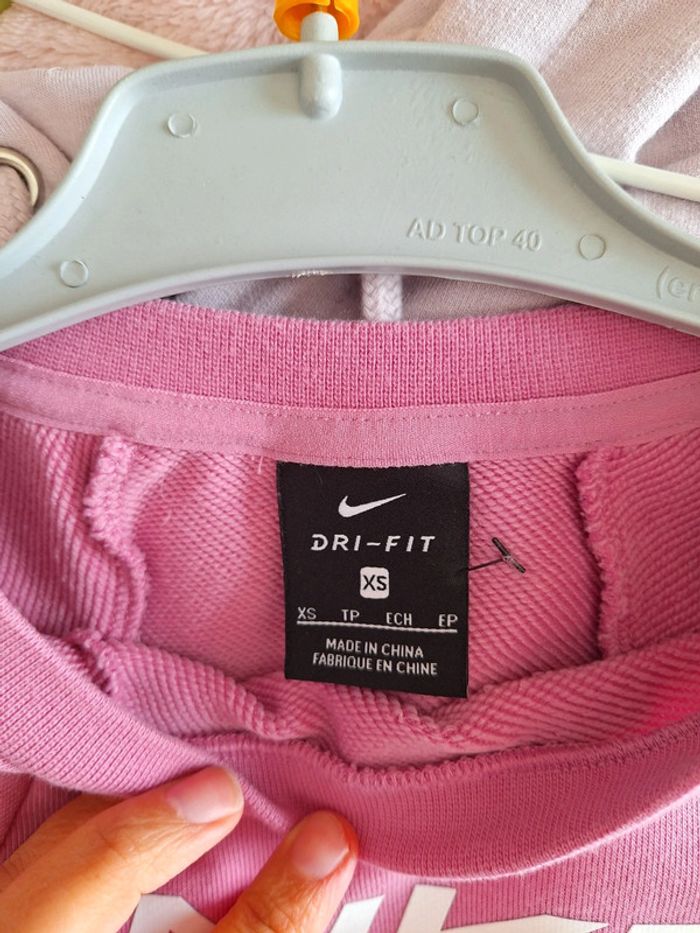 AD TOP 40
DRI-FIT
XS
XS TP ECH EP
MADE IN CHINA
FABRIQUE EN CHINE